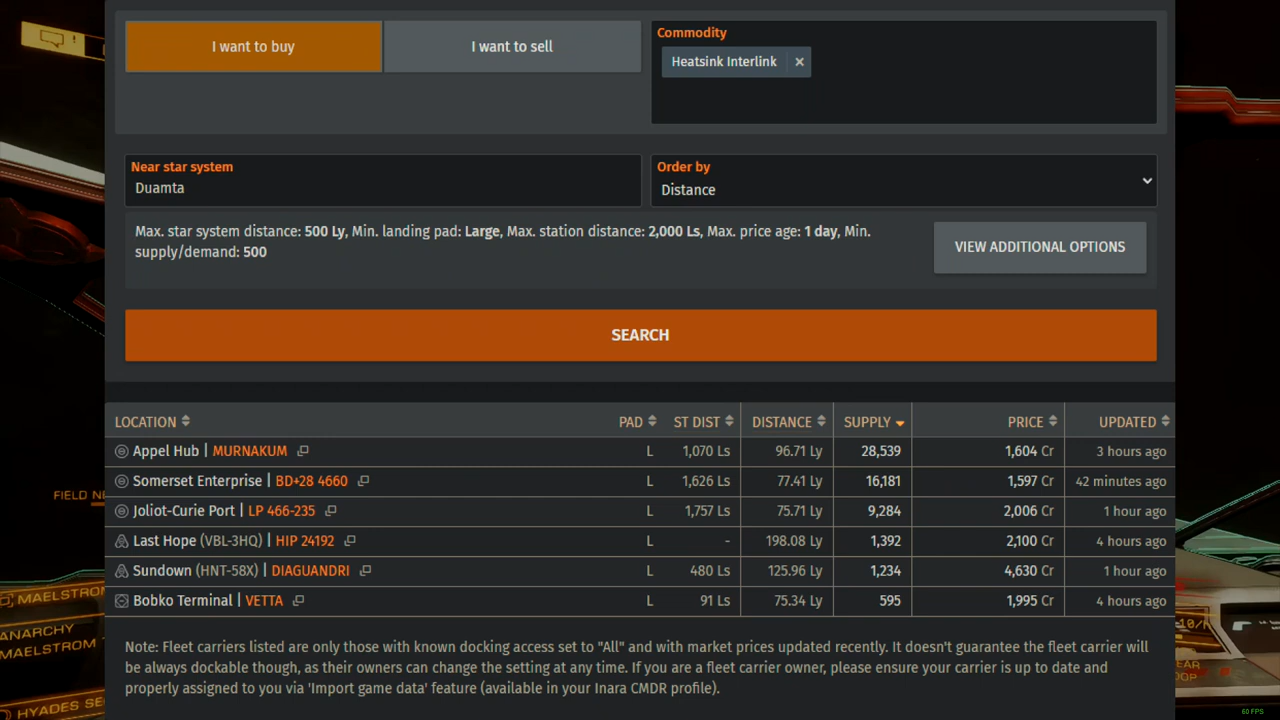 I want to buy
I want to sell
Commodity
Heatsink Interlink ×
Near star system
Duamta
Order by
Distance
Max. star system distance: 500 Ly, Min. landing pad: Large, Max. station distance: 2,000 Ls, Max. price age: 1 day, Min.
supply/demand: 500
VIEW ADDITIONAL OPTIONS
SEARCH
LOCATION PAD ST DIST DISTANCE SUPPLY PRICE UPDATED
Appel Hub | MURNAKUM L 1,070 Ls 96.71 Ly 28,539 1,604 Cr 3 hours ago
Somerset Enterprise | BD+28 4660 L 1,626 Ls 77.41 Ly 16,181 1,597 Cr 42 minutes ago
Joliot-Curie Port | LP 466-235 L 1,757 Ls 75.71 Ly 9,284 2,006 Cr 1 hour ago
Last Hope (VBL-3HQ) | HIP 24192 L - 198.08 Ly 1,392 2,100 Cr 4 hours ago
Sundown (HNT-58X) | DIAGUANDRI L 480 Ls 125.96 Ly 1,234 4,630 Cr 1 hour ago
Bobko Terminal | VETTA L 91 Ls 75.34 Ly 595 1,995 Cr 4 hours ago
Note: Fleet carriers listed are only those with known docking access set to "All" and with market prices updated recently. It doesn't guarantee the fleet carrier will
be always dockable though, as their owners can change the setting at any time. If you are a fleet carrier owner, please ensure your carrier is up to date and
properly assigned to you via 'Import game data' feature (available in your Inara CMDR profile).
FIELD NE
MAELSTROM
ANARCHY
MAELSTROM
HYADES SE
60 FPS